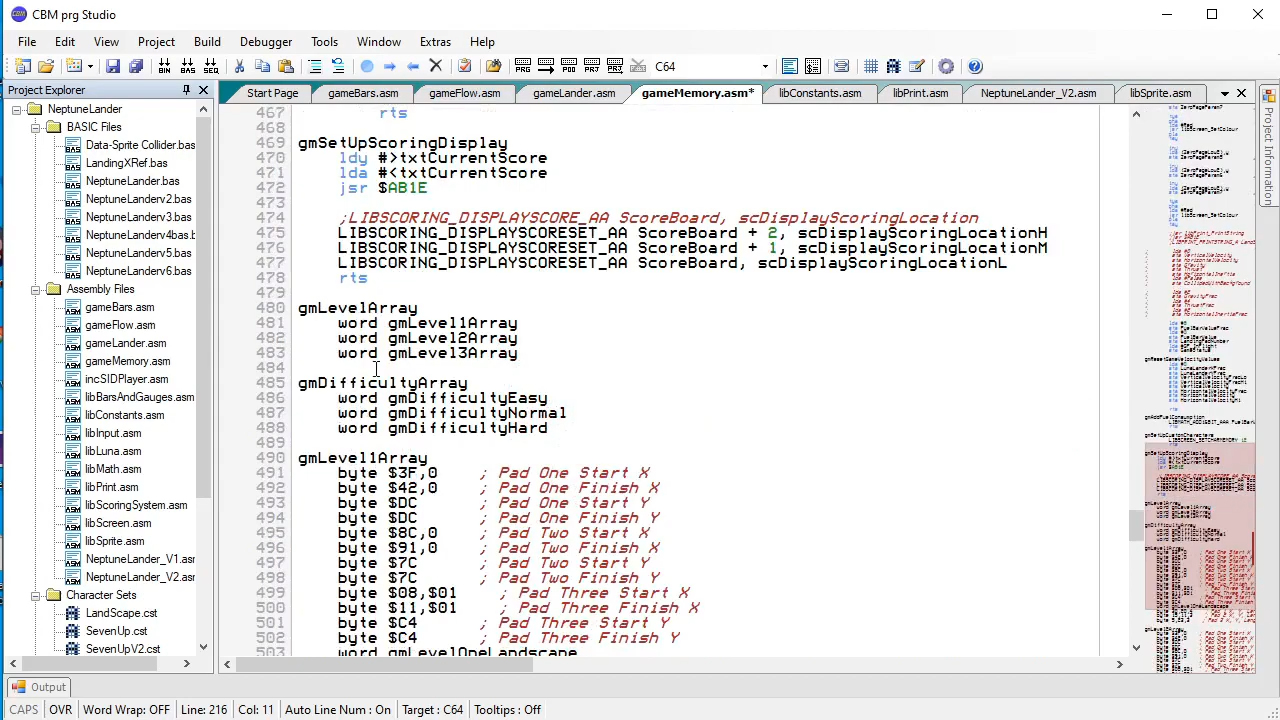 CBM prg Studio
File Edit View Project Build Debugger Tools Window Extras Help
C64
Project Explorer
Start Page gameBars.asm gameFlow.asm gameLander.asm gameMemory.asm* libConstants.asm libPrint.asm NeptuneLander_V2.asm libSprite.asm
NeptuneLander
BASIC Files
Data-Sprite Collider.bas
LandingXRef.bas
NeptuneLander.bas
NeptuneLanderv2.bas
NeptuneLanderv3.bas
NeptuneLanderv4bas.b
NeptuneLanderv5.bas
NeptuneLanderv6.bas
Assembly Files
gameBars.asm
gameFlow.asm
gameLander.asm
gameMemory.asm
incSIDPlayer.asm
libBarsAndGauges.asm
libConstants.asm
libInput.asm
libLuna.asm
libMath.asm
libPrint.asm
libScoringSystem.asm
libScreen.asm
libSprite.asm
NeptuneLander_V1.asm
NeptuneLander_V2.asm
Character Sets
LandScape.cst
SevenUp.cst
SevenUpV2.cst
467 rts
468
469 gmSetUpScoringDisplay
470 ldy #>txtCurrentScore
471 lda #<txtCurrentScore
472 jsr $AB1E
473
474 ;LIBSCORING_DISPLAYSCORE_AA ScoreBoard, scDisplayScoringLocation
475 LIBSCORING_DISPLAYSCORESET_AA ScoreBoard + 2, scDisplayScoringLocationH
476 LIBSCORING_DISPLAYSCORESET_AA ScoreBoard + 1, scDisplayScoringLocationM
477 LIBSCORING_DISPLAYSCORESET_AA ScoreBoard, scDisplayScoringLocationL
478 rts
479
480 gmLevelArray
481 word gmLevel1Array
482 word gmLevel2Array
483 word gmLevel3Array
484
485 gmDifficultyArray
486 word gmDifficultyEasy
487 word gmDifficultyNormal
488 word gmDifficultyHard
489
490 gmLevel1Array
491 byte $3F,0 ; Pad One Start X
492 byte $42,0 ; Pad One Finish X
493 byte $DC ; Pad One Start Y
494 byte $DC ; Pad One Finish Y
495 byte $8C,0 ; Pad Two Start X
496 byte $91,0 ; Pad Two Finish X
497 byte $7C ; Pad Two Start Y
498 byte $7C ; Pad Two Finish Y
499 byte $08,$01 ; Pad Three Start X
500 byte $11,$01 ; Pad Three Finish X
501 byte $C4 ; Pad Three Start Y
502 byte $C4 ; Pad Three Finish Y
503 word gmLevelOneLandscape
Project Information
Output
CAPS OVR Word Wrap: OFF Line: 216 Col: 11 Auto Line Num : On Target : C64 Tooltips : Off